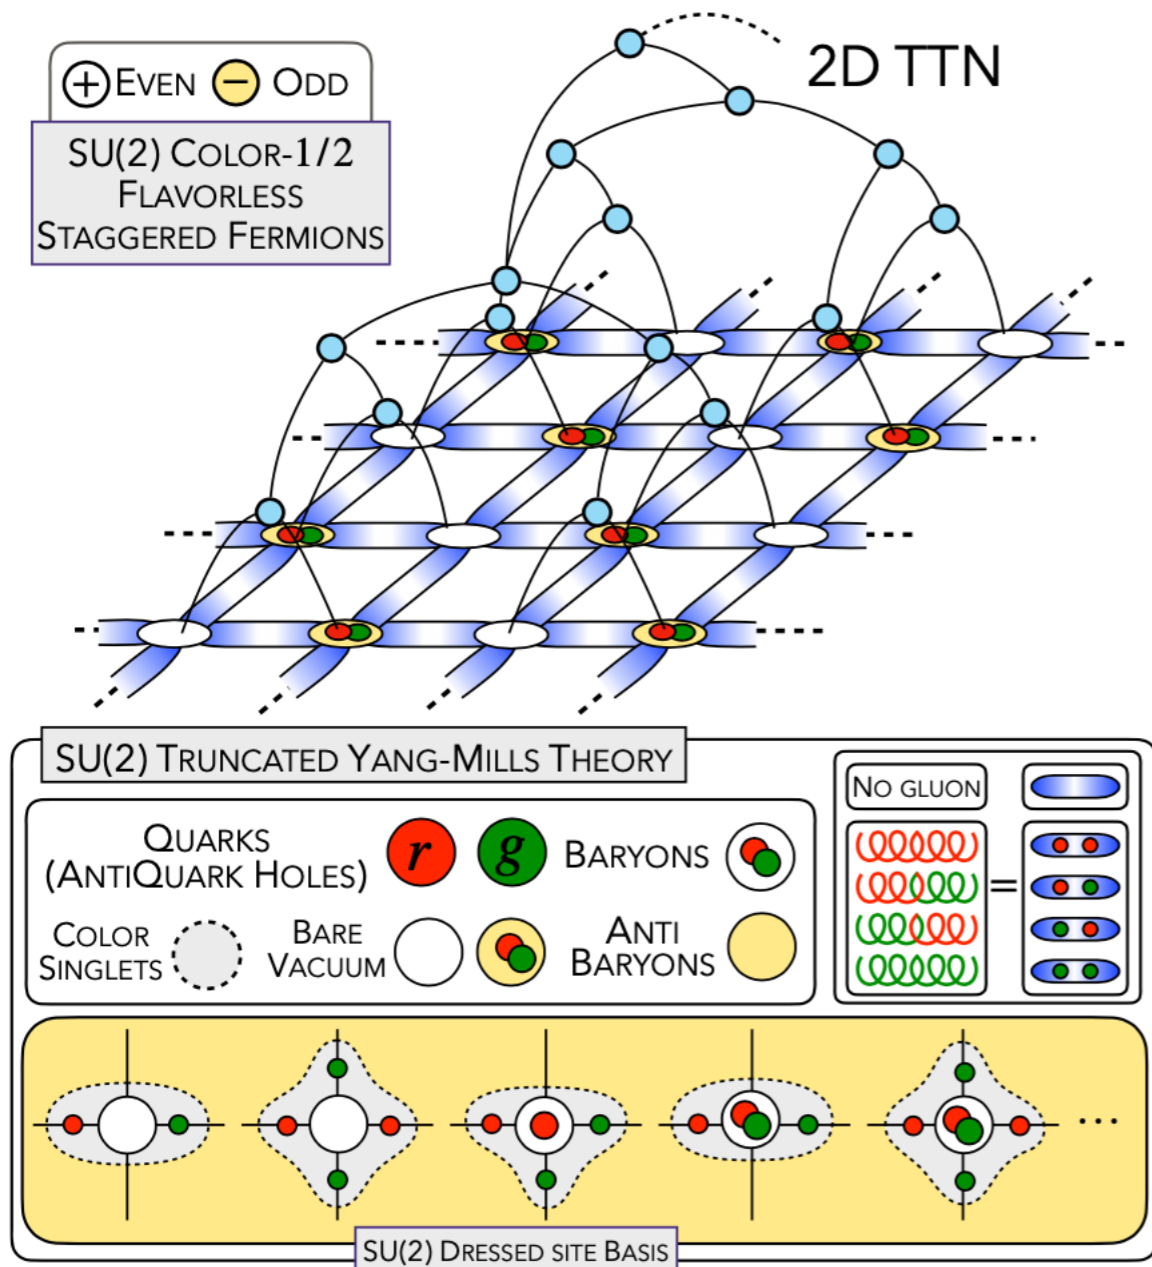 2D TTN
+ EVEN − ODD
SU(2) COLOR-1/2
FLAVORLESS
STAGGERED FERMIONS
SU(2) TRUNCATED YANG-MILLS THEORY
QUARKS
(ANTIQUARK HOLES)
r g
BARYONS
COLOR
SINGLETS
BARE
VACUUM
ANTI
BARYONS
NO GLUON
=
...
SU(2) DRESSED SITE BASIS